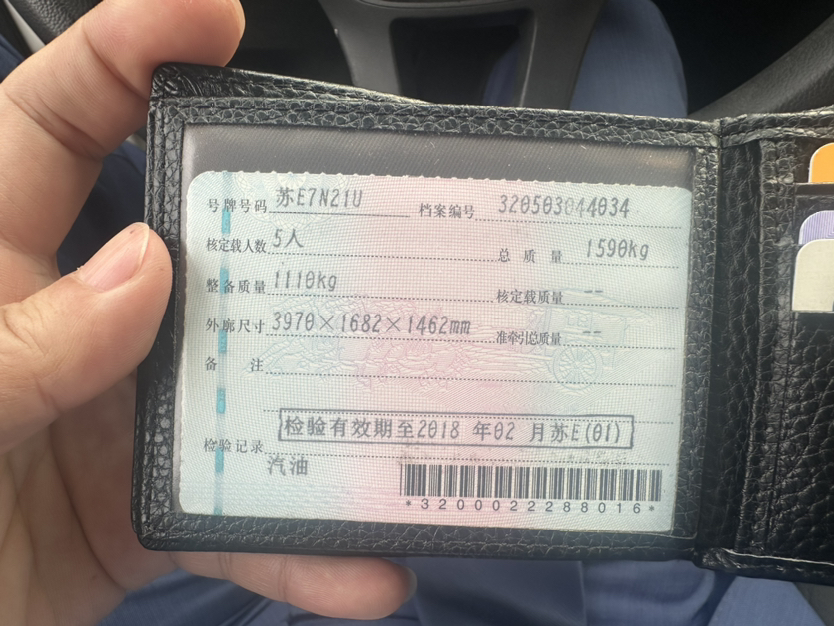 号牌号码 苏E7N21U 档案编号 320503044034
核定载人数 5人 总质量 1590kg
整备质量 1110kg 核定载质量 --
外廓尺寸 3970×1682×1462mm 准牵引总质量 --
备注
检验记录 检验有效期至2018年02月苏E(01)
汽油
*3200022288016*